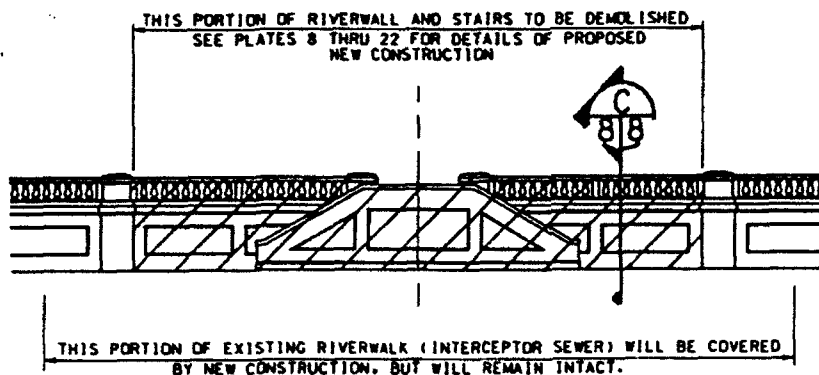 THIS PORTION OF RIVERWALL AND STAIRS TO BE DEMOLISHED
SEE PLATES 8 THRU 22 FOR DETAILS OF PROPOSED
NEW CONSTRUCTION
C
8 8
THIS PORTION OF EXISTING RIVERWALK (INTERCEPTOR SEWER) WILL BE COVERED
BY NEW CONSTRUCTION, BUT WILL REMAIN INTACT.